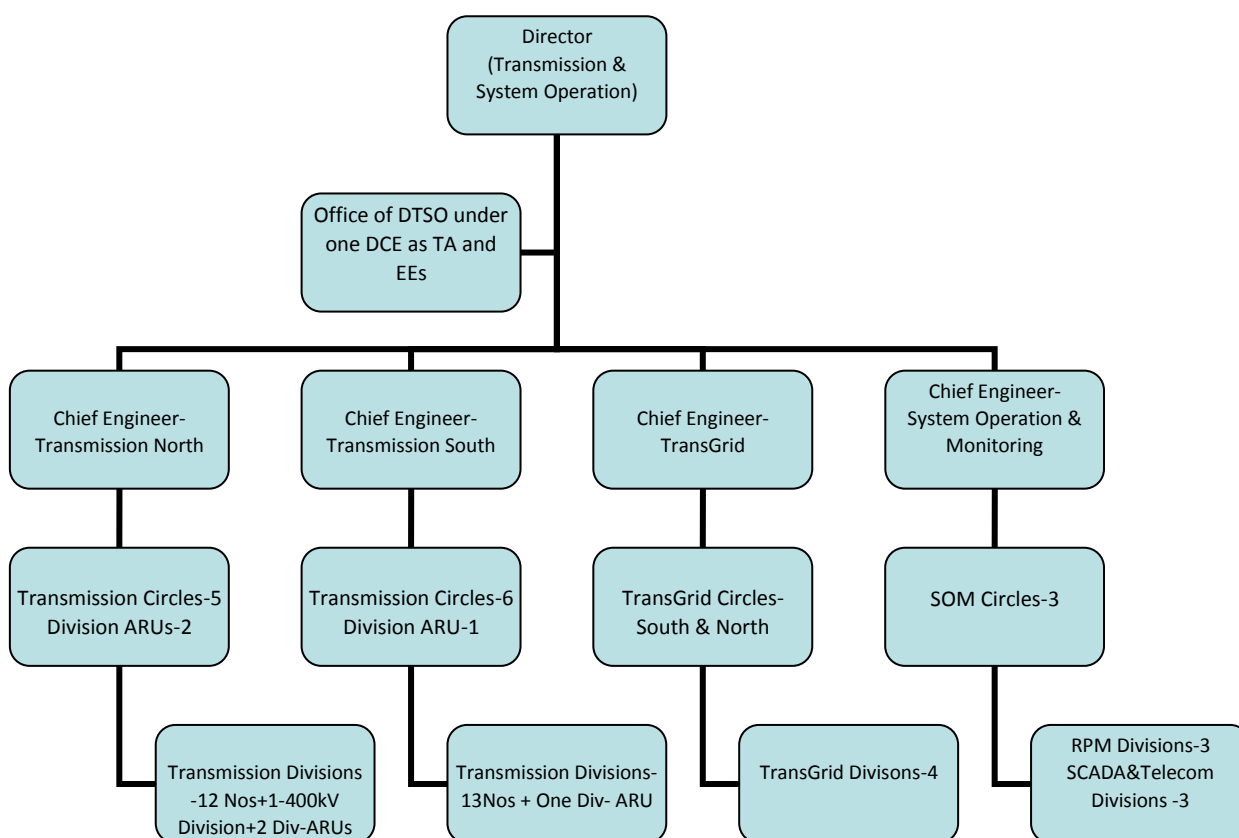 Director
(Transmission &
System Operation)
Office of DTSO under
one DCE as TA and
EEs
Chief Engineer-
Transmission North
Chief Engineer-
Transmission South
Chief Engineer-
TransGrid
Chief Engineer-
System Operation &
Monitoring
Transmission Circles-5
Division ARUs-2
Transmission Circles-6
Division ARU-1
TransGrid Circles-
South & North
SOM Circles-3
Transmission Divisions
-12 Nos+1-400kV
Division+2 Div-ARUs
Transmission Divisions-
13Nos + One Div- ARU
TransGrid Divisons-4
RPM Divisions-3
SCADA&Telecom
Divisions -3